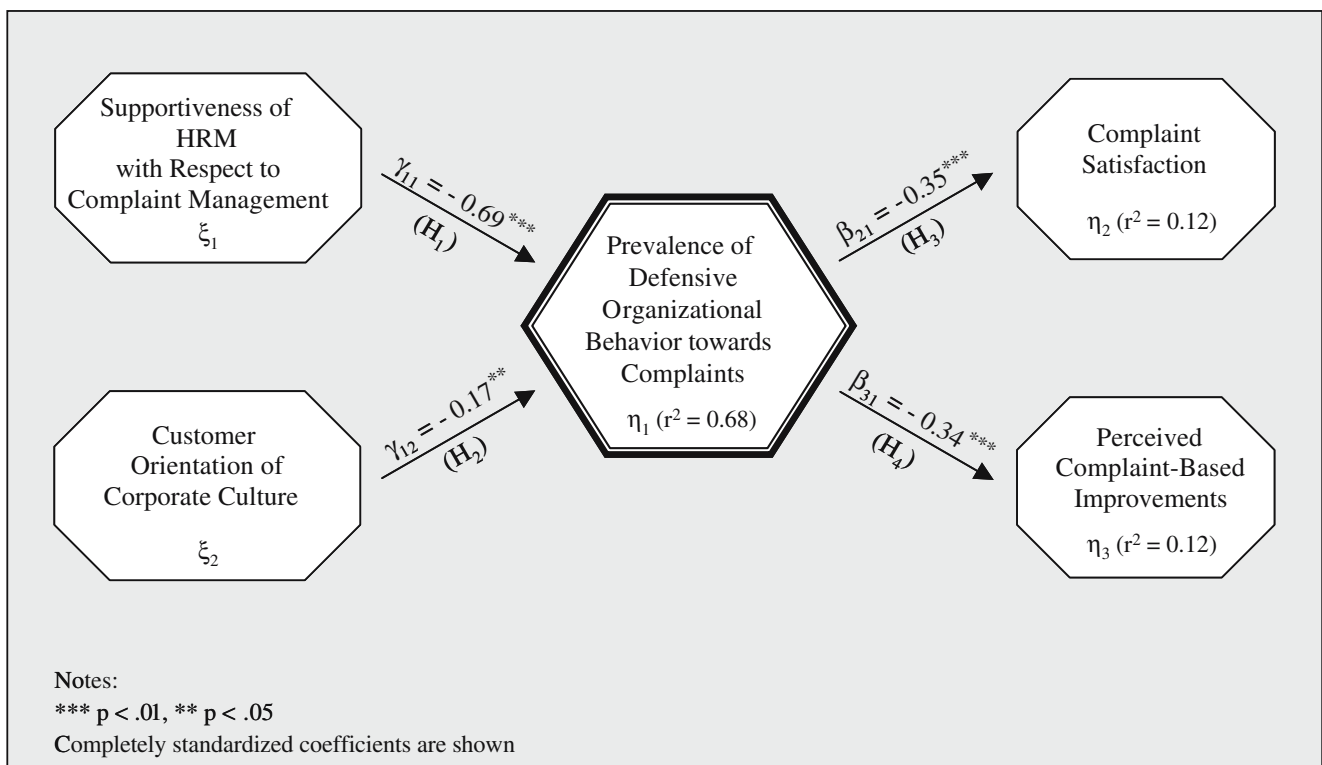 Supportiveness of
HRM
with Respect to
Complaint Management
ξ1
γ11 = - 0.69 ***
(H1)
Customer
Orientation of
Corporate Culture
ξ2
γ12 = - 0.17 **
(H2)
Prevalence of
Defensive
Organizational
Behavior towards
Complaints
η1 (r² = 0.68)
β21 = -0.35 ***
(H3)
Complaint
Satisfaction
η2 (r² = 0.12)
β31 = - 0.34 ***
(H4)
Perceived
Complaint-Based
Improvements
η3 (r² = 0.12)
Notes:
*** p < .01, ** p < .05
Completely standardized coefficients are shown